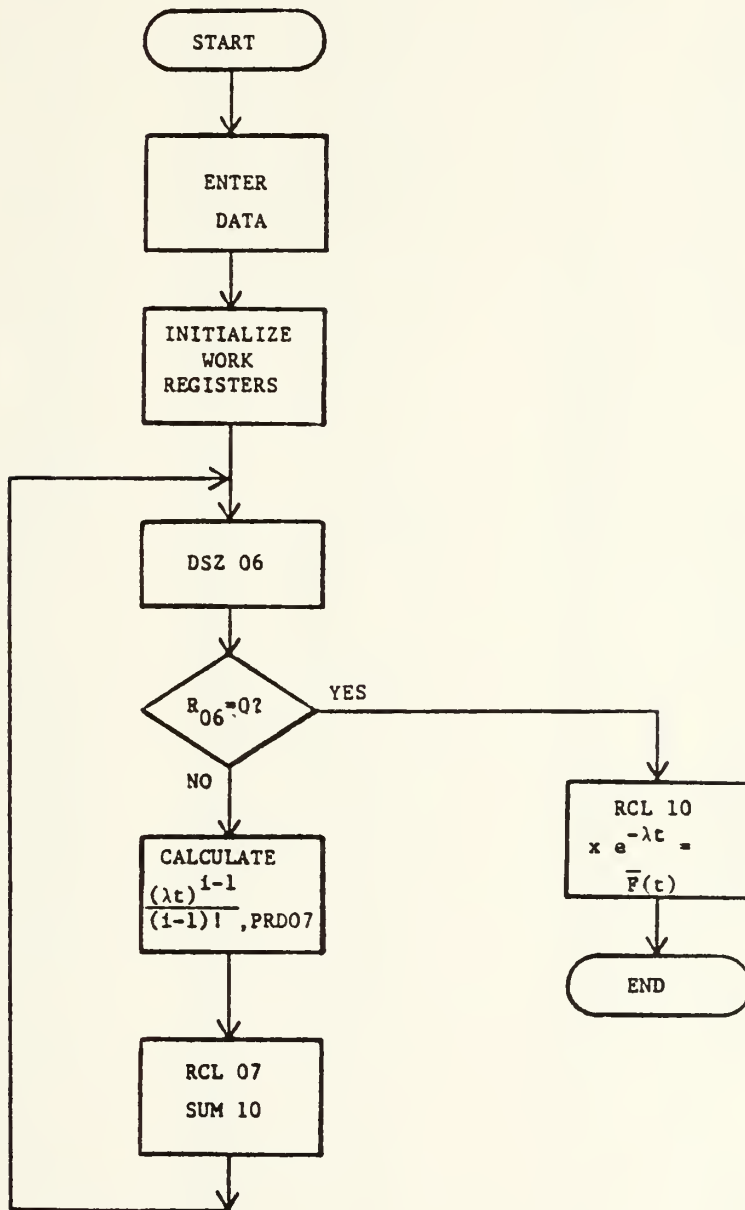 START
ENTER
DATA
INITIALIZE
WORK
REGISTERS
DSZ 06
R06=0?
YES
NO
CALCULATE
(λt)^i-1
(i-1)! ,PRD07
RCL 07
SUM 10
RCL 10
x e^-λt =
F̅(t)
END